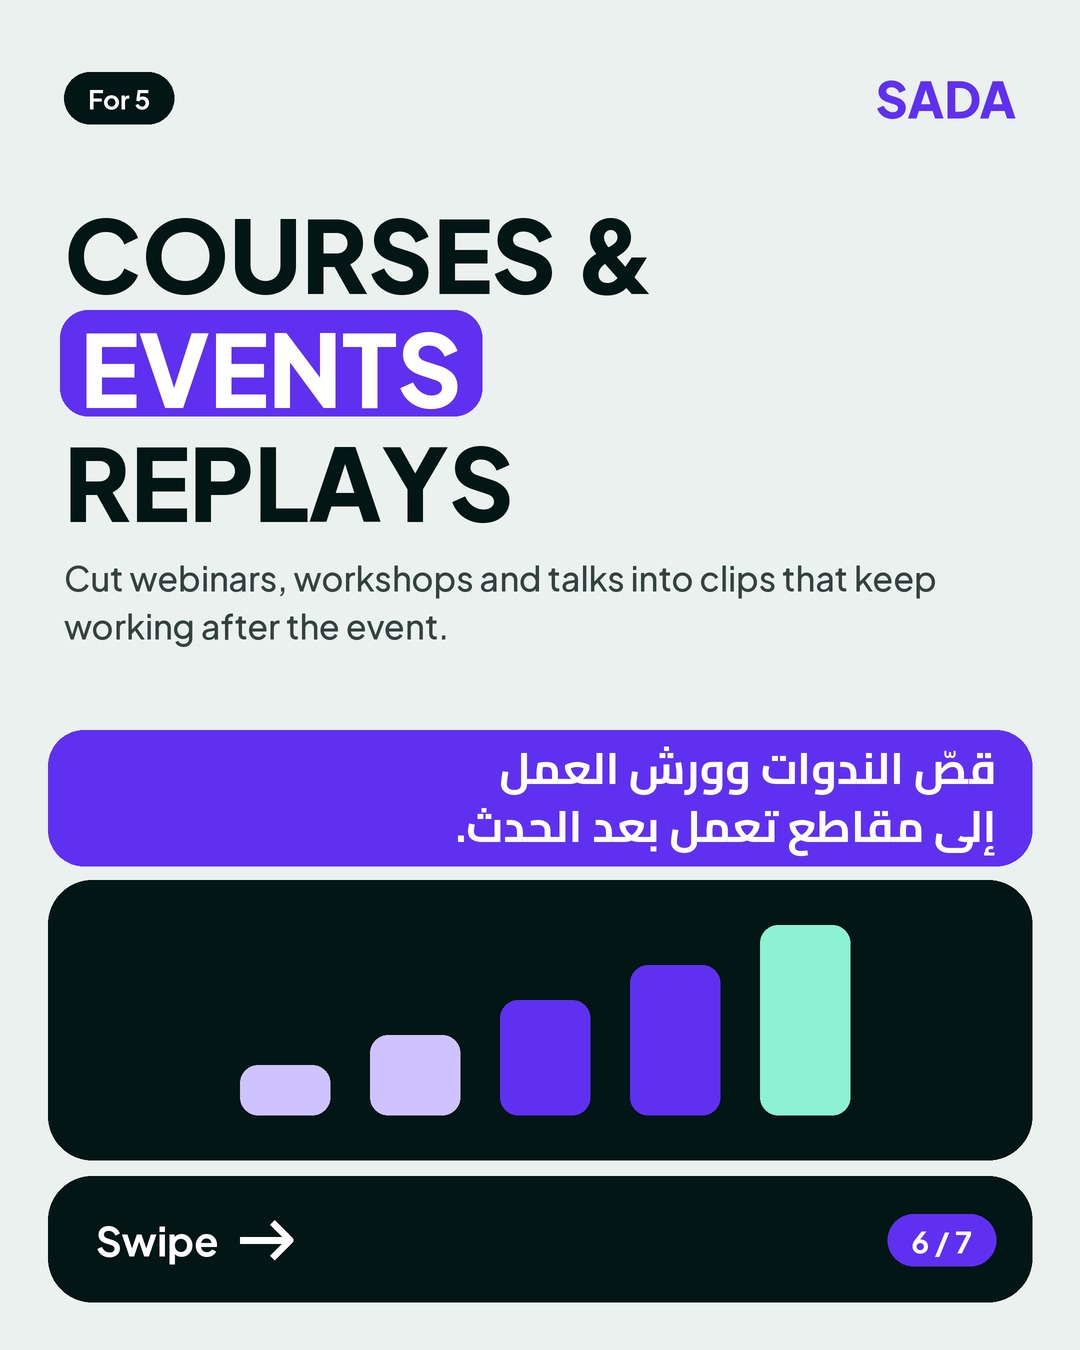 For 5
SADA
COURSES &
EVENTS
REPLAYS
Cut webinars, workshops and talks into clips that keep
working after the event.
قصّ الندوات وورش العمل
إلى مقاطع تعمل بعد الحدث.
Swipe →
6 / 7